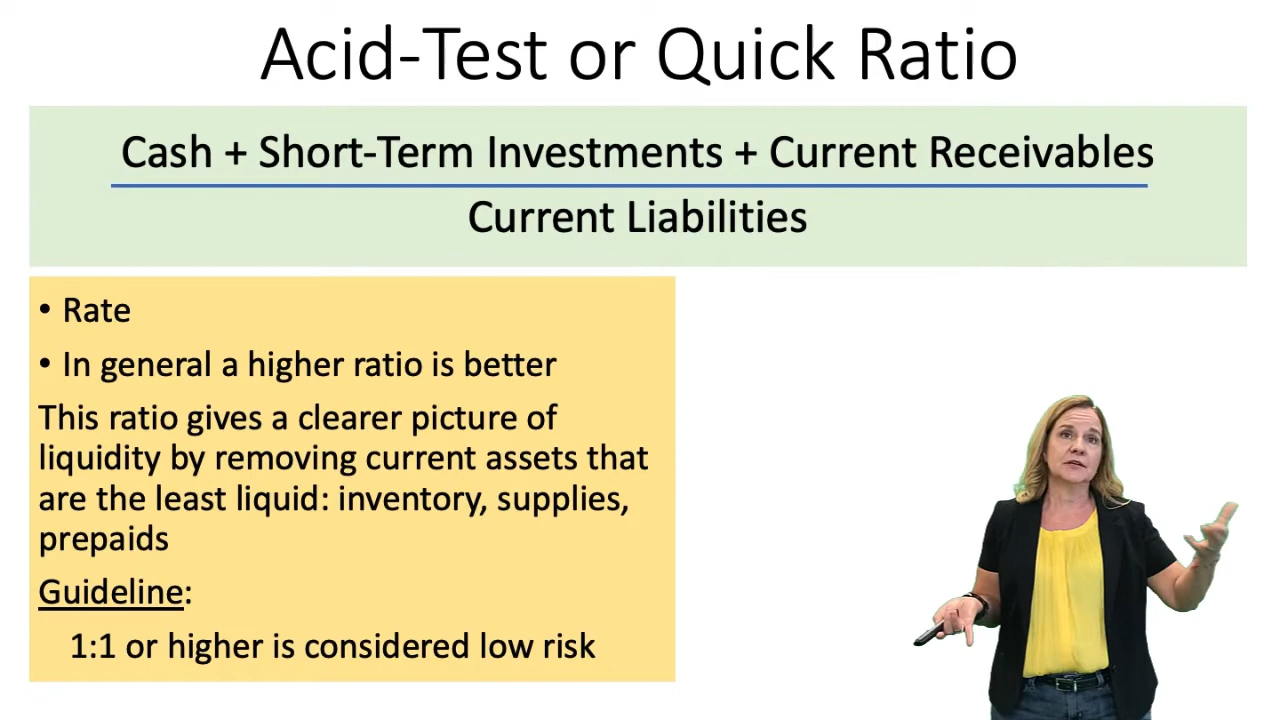 Acid-Test or Quick Ratio
Cash + Short-Term Investments + Current Receivables
Current Liabilities
• Rate
• In general a higher ratio is better
This ratio gives a clearer picture of
liquidity by removing current assets that
are the least liquid: inventory, supplies,
prepaids
Guideline:
1:1 or higher is considered low risk